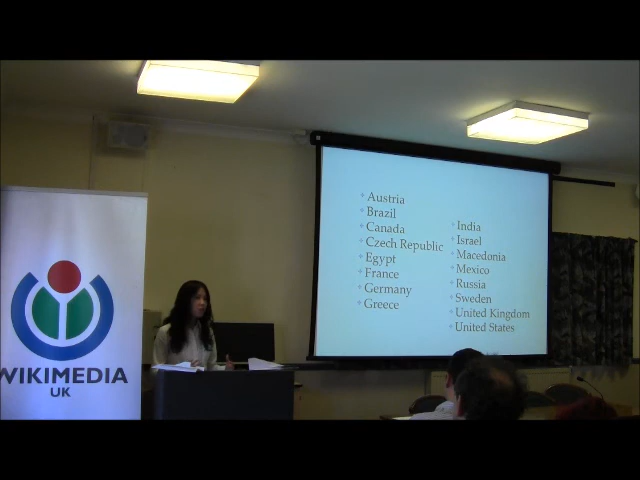 Austria
Brazil
Canada
Czech Republic
Egypt
France
Germany
Greece
India
Israel
Macedonia
Mexico
Russia
Sweden
United Kingdom
United States
WIKIMEDIA
UK